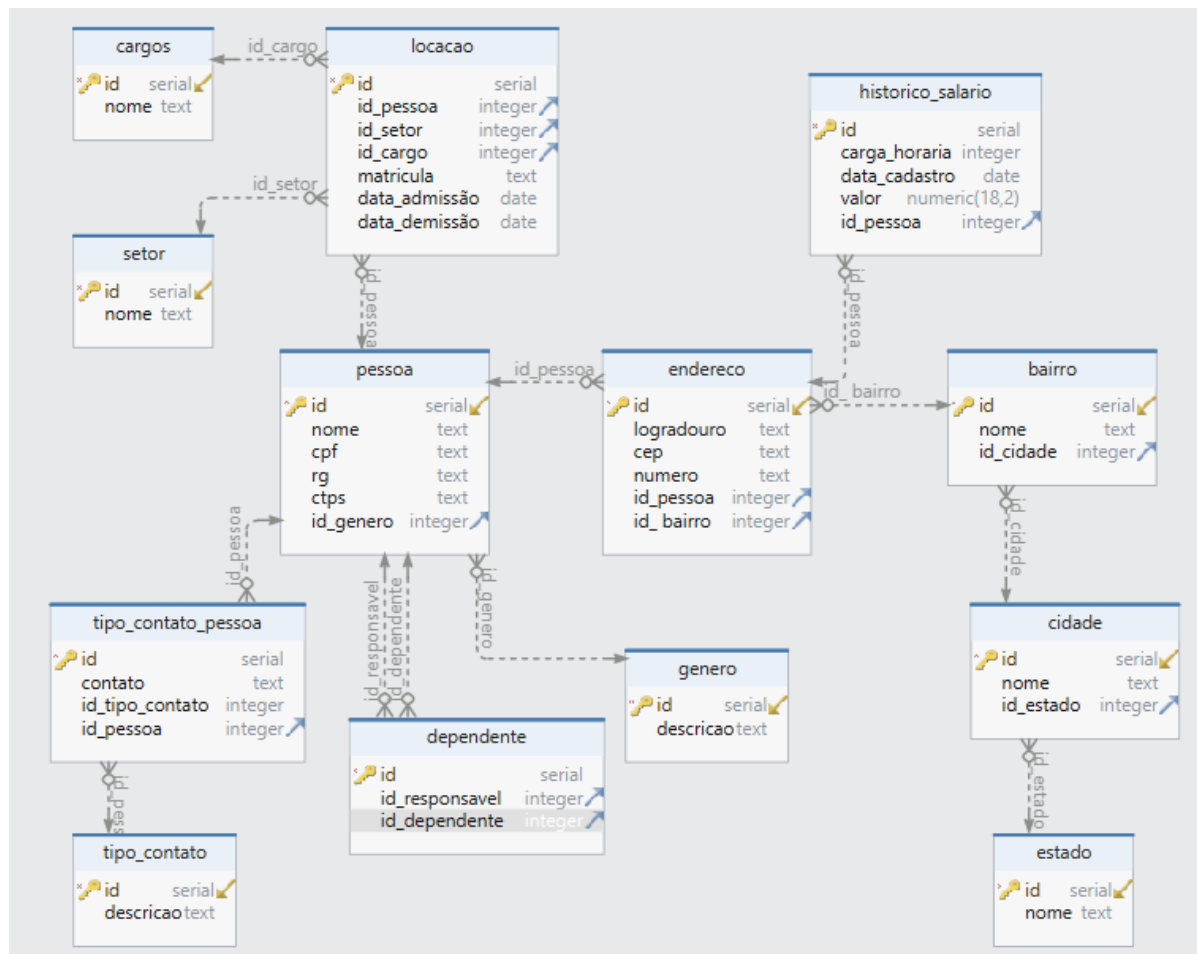 cargos
id serial
nome text
id_cargo
locacao
id serial
id_pessoa integer
id_setor integer
id_cargo integer
matricula text
data_admissão date
data_demissão date
historico_salario
id serial
carga_horaria integer
data_cadastro date
valor numeric(18,2)
id_pessoa integer
id_setor
setor
id serial
nome text
id_pessoa
id_pessoa
pessoa
id serial
nome text
cpf text
rg text
ctps text
id_genero integer
id_pessoa
endereco
id serial
logradouro text
cep text
numero text
id_pessoa integer
id_ bairro integer
id_ bairro
bairro
id serial
nome text
id_cidade integer
id_pessoa
id_responsavel
id_dependente
id_genero
id_cidade
tipo_contato_pessoa
id serial
contato text
id_tipo_contato integer
id_pessoa integer
genero
id serial
descricao text
cidade
id serial
nome text
id_estado integer
dependente
id serial
id_responsavel integer
id_dependente integer
id_pes
id_estado
tipo_contato
id serial
descricao text
estado
id serial
nome text